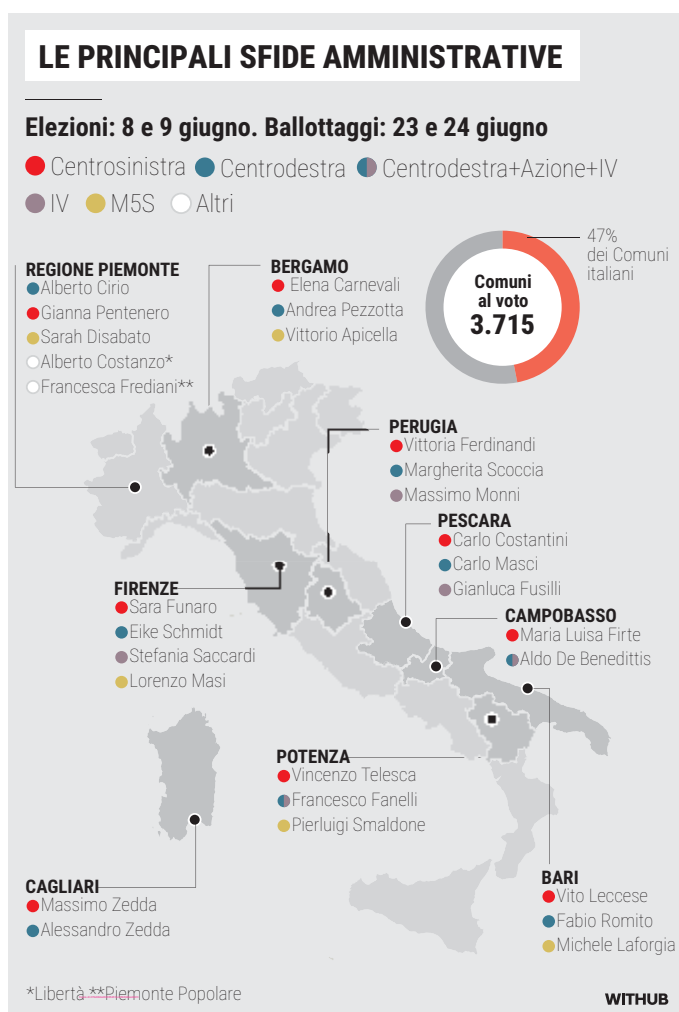 LE PRINCIPALI SFIDE AMMINISTRATIVE
Elezioni: 8 e 9 giugno. Ballottaggi: 23 e 24 giugno
Centrosinistra Centrodestra Centrodestra+Azione+IV
IV M5S Altri
47%
dei Comuni
italiani
Comuni
al voto
3.715
REGIONE PIEMONTE
Alberto Cirio
Gianna Pentenero
Sarah Disabato
Alberto Costanzo*
Francesca Frediani**
BERGAMO
Elena Carnevali
Andrea Pezzotta
Vittorio Apicella
PERUGIA
Vittoria Ferdinandi
Margherita Scoccia
Massimo Monni
PESCARA
Carlo Costantini
Carlo Masci
Gianluca Fusilli
FIRENZE
Sara Funaro
Eike Schmidt
Stefania Saccardi
Lorenzo Masi
CAMPOBASSO
Maria Luisa Firte
Aldo De Benedittis
POTENZA
Vincenzo Telesca
Francesco Fanelli
Pierluigi Smaldone
CAGLIARI
Massimo Zedda
Alessandro Zedda
BARI
Vito Leccese
Fabio Romito
Michele Laforgia
*Libertà **Piemonte Popolare
WITHUB